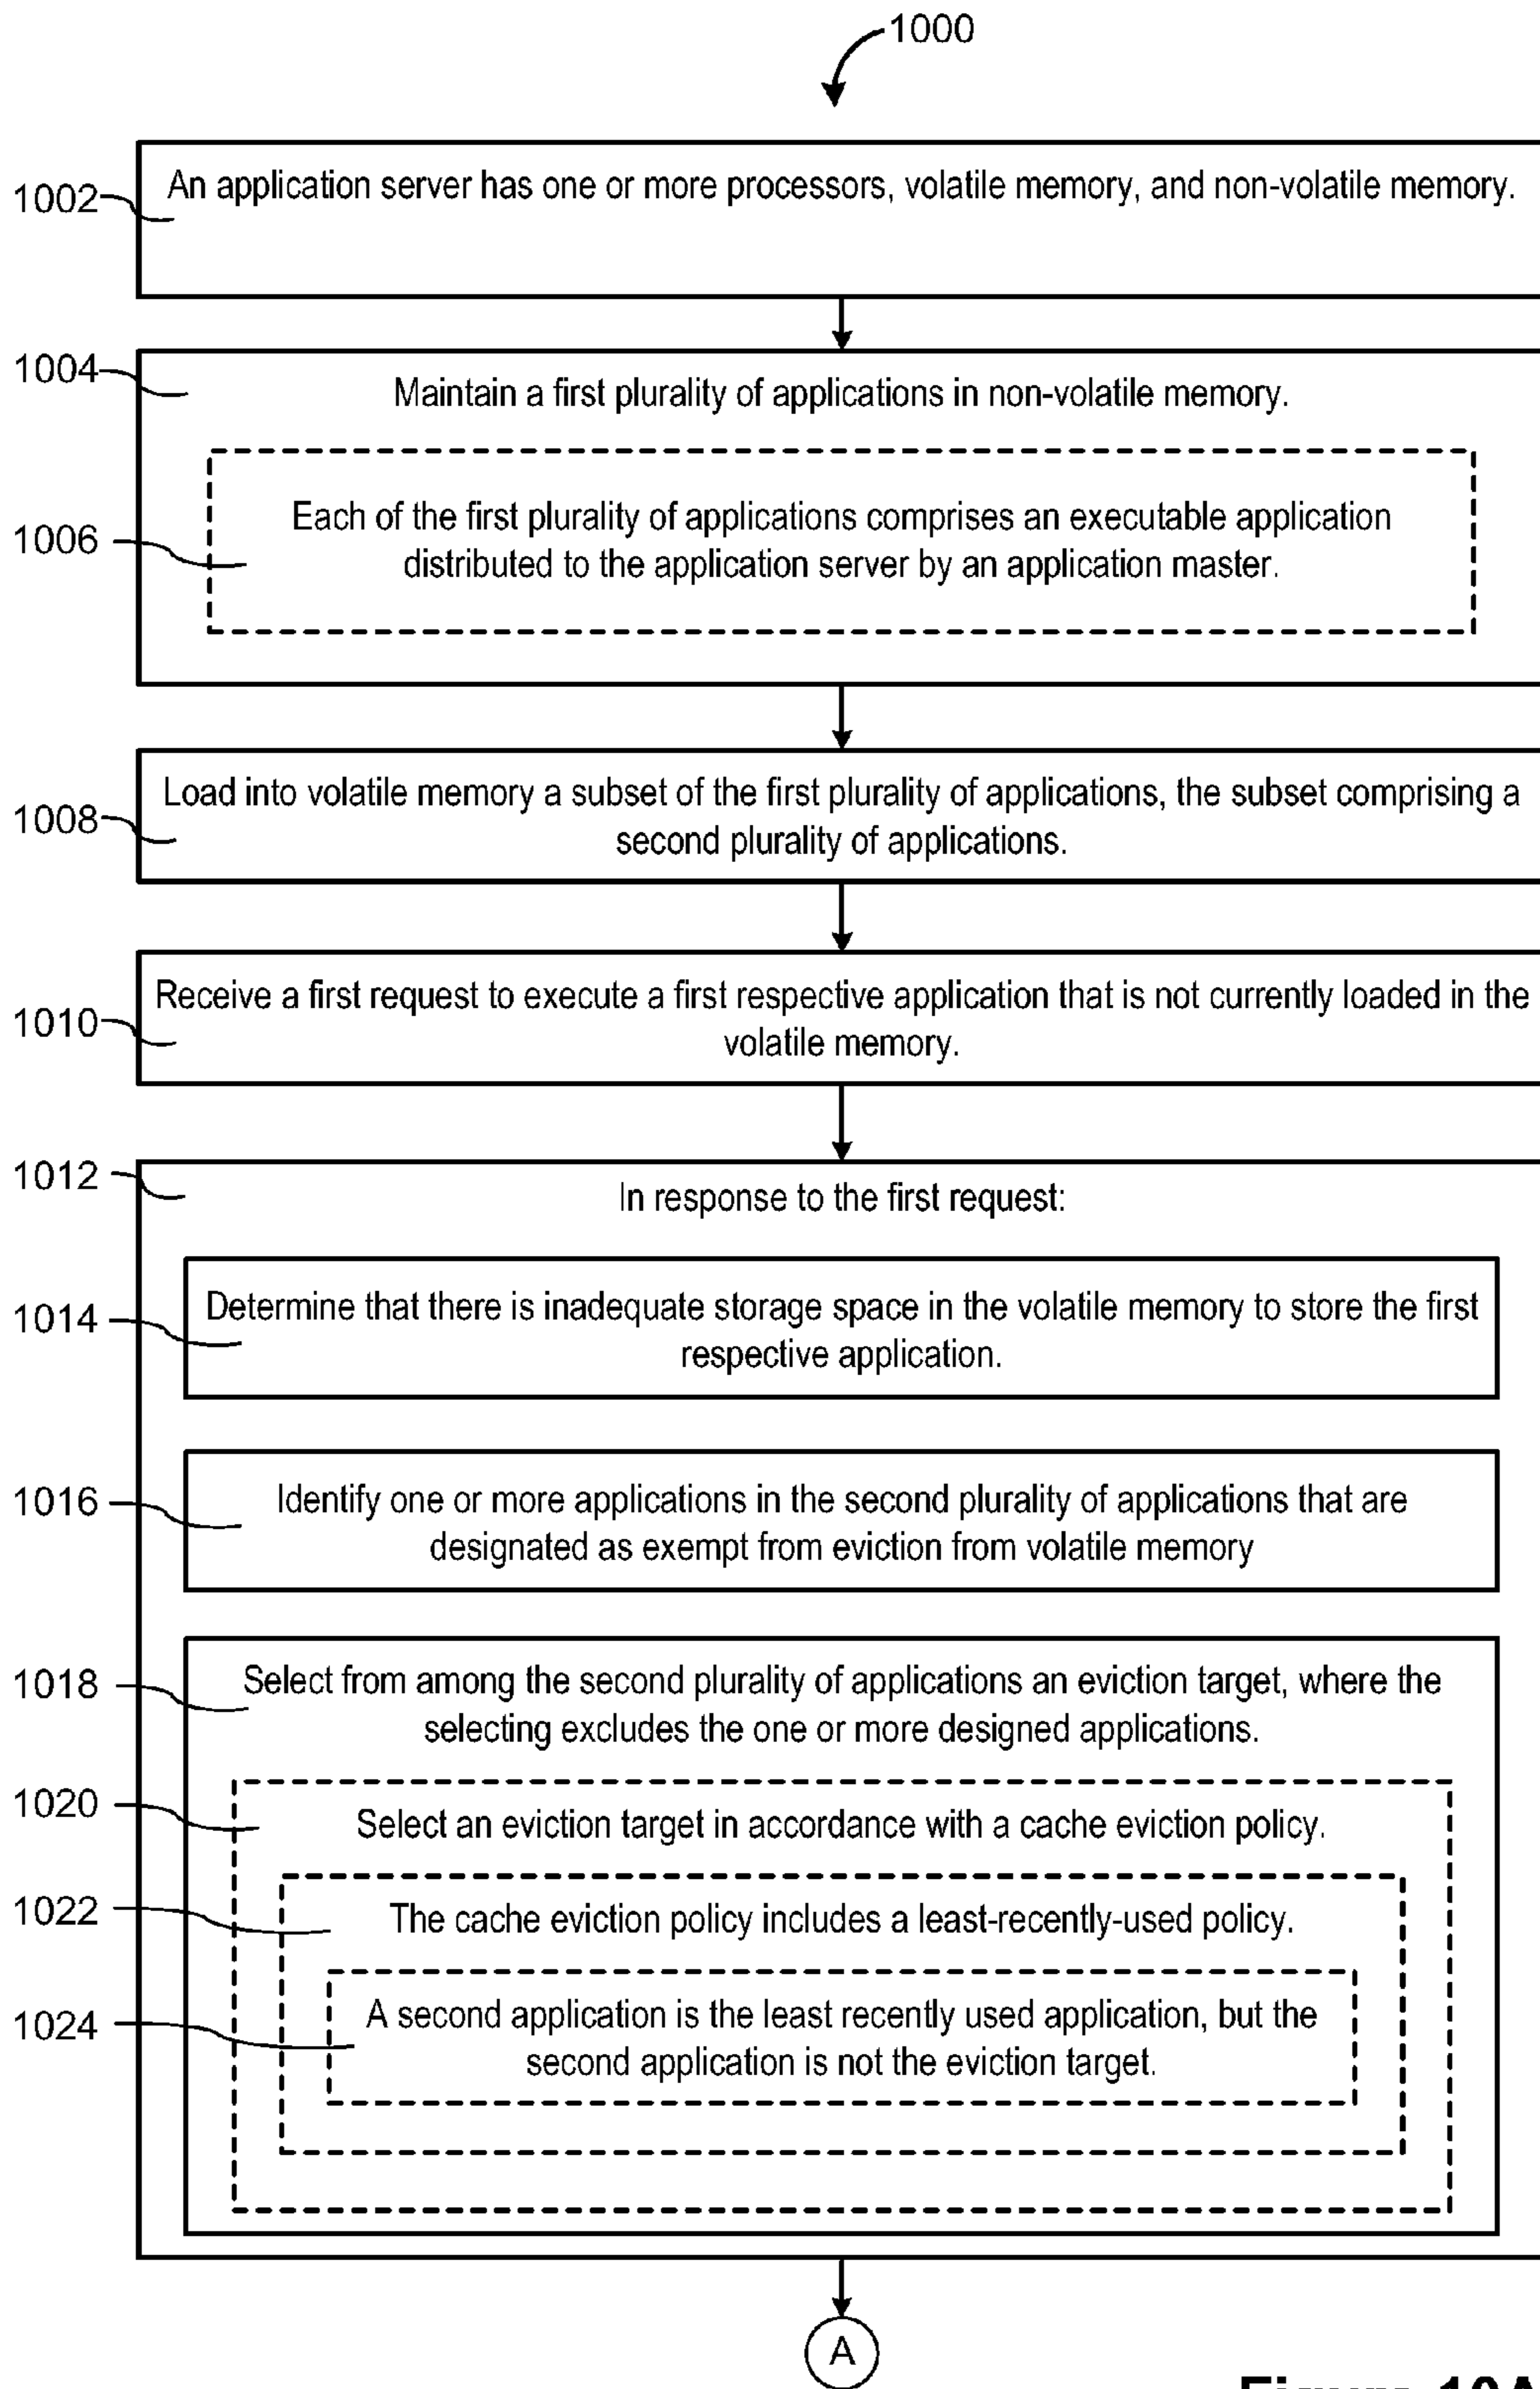 1000
1002
An application server has one or more processors, volatile memory, and non-volatile memory.
1004
Maintain a first plurality of applications in non-volatile memory.
1006
Each of the first plurality of applications comprises an executable application
distributed to the application server by an application master.
1008
Load into volatile memory a subset of the first plurality of applications, the subset comprising a
second plurality of applications.
1010
Receive a first request to execute a first respective application that is not currently loaded in the
volatile memory.
1012
In response to the first request:
1014
Determine that there is inadequate storage space in the volatile memory to store the first
respective application.
1016
Identify one or more applications in the second plurality of applications that are
designated as exempt from eviction from volatile memory
1018
Select from among the second plurality of applications an eviction target, where the
selecting excludes the one or more designed applications.
1020
Select an eviction target in accordance with a cache eviction policy.
1022
The cache eviction policy includes a least-recently-used policy.
1024
A second application is the least recently used application, but the
second application is not the eviction target.
A
Figure 10A